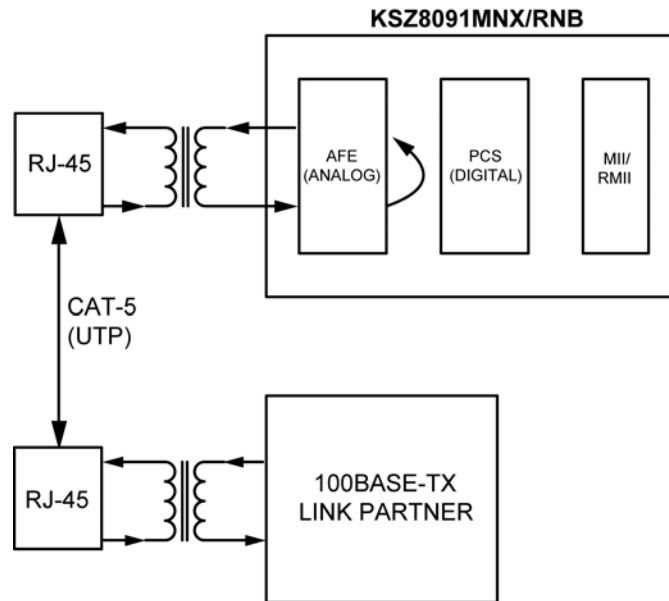 KSZ8091MNX/RNB
RJ-45
AFE
(ANALOG)
PCS
(DIGITAL)
MII/
RMII
CAT-5
(UTP)
RJ-45
100BASE-TX
LINK PARTNER